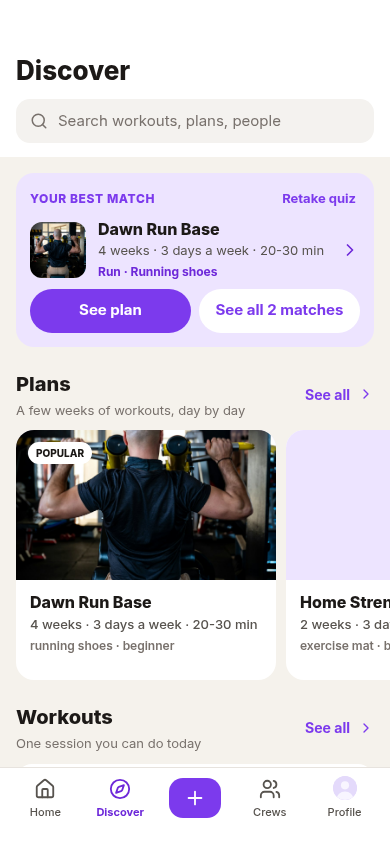 Discover
Search workouts, plans, people
YOUR BEST MATCH
Retake quiz
Dawn Run Base
4 weeks · 3 days a week · 20-30 min
Run · Running shoes
See plan
See all 2 matches
Plans
A few weeks of workouts, day by day
See all
POPULAR
Dawn Run Base
4 weeks · 3 days a week · 20-30 min
running shoes · beginner
Home Stren
2 weeks · 3 da
exercise mat · b
Workouts
One session you can do today
See all
Home
Discover
Crews
Profile